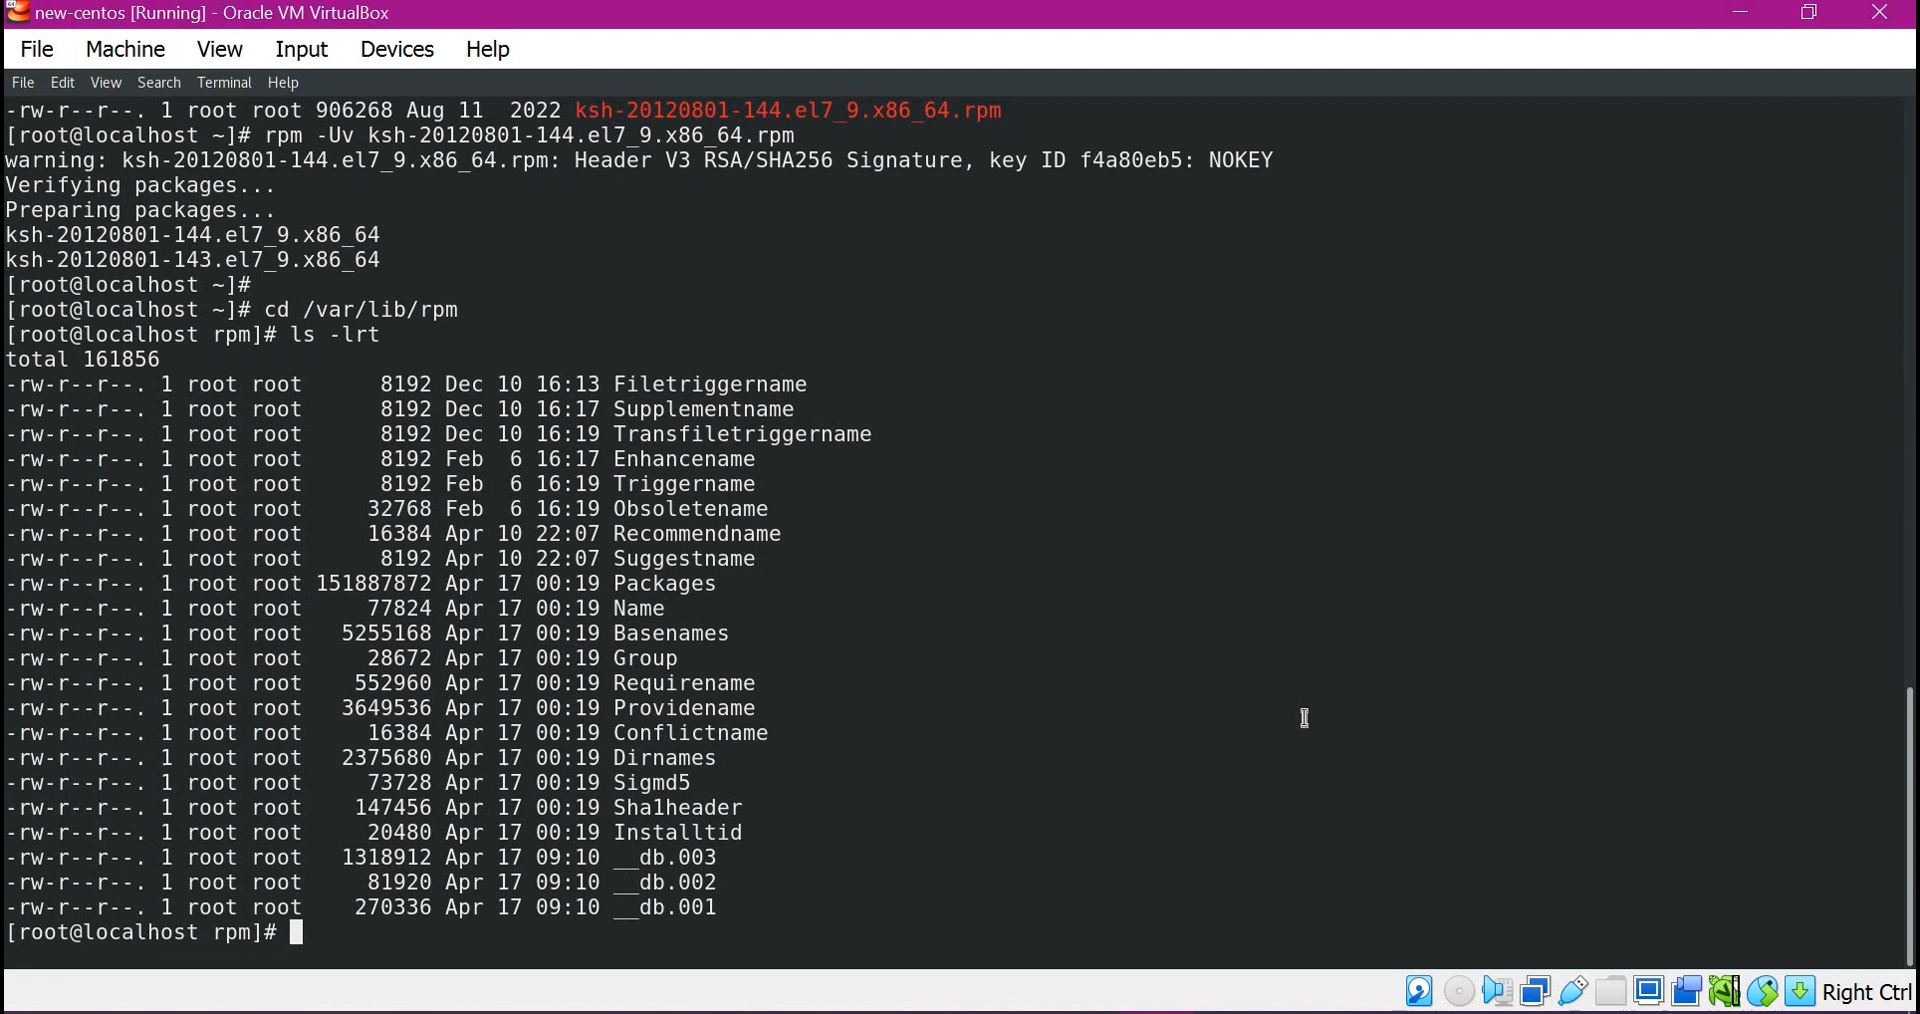 new-centos [Running] - Oracle VM VirtualBox
File Machine View Input Devices Help
File Edit View Search Terminal Help
-rw-r--r--. 1 root root 906268 Aug 11  2022 ksh-20120801-144.el7_9.x86_64.rpm
[root@localhost ~]# rpm -Uv ksh-20120801-144.el7_9.x86_64.rpm
warning: ksh-20120801-144.el7_9.x86_64.rpm: Header V3 RSA/SHA256 Signature, key ID f4a80eb5: NOKEY
Verifying packages...
Preparing packages...
ksh-20120801-144.el7_9.x86_64
ksh-20120801-143.el7_9.x86_64
[root@localhost ~]#
[root@localhost ~]# cd /var/lib/rpm
[root@localhost rpm]# ls -lrt
total 161856
-rw-r--r--. 1 root root      8192 Dec 10 16:13 Filetriggername
-rw-r--r--. 1 root root      8192 Dec 10 16:17 Supplementname
-rw-r--r--. 1 root root      8192 Dec 10 16:19 Transfiletriggername
-rw-r--r--. 1 root root      8192 Feb  6 16:17 Enhancename
-rw-r--r--. 1 root root      8192 Feb  6 16:19 Triggername
-rw-r--r--. 1 root root     32768 Feb  6 16:19 Obsoletename
-rw-r--r--. 1 root root     16384 Apr 10 22:07 Recommendname
-rw-r--r--. 1 root root      8192 Apr 10 22:07 Suggestname
-rw-r--r--. 1 root root 151887872 Apr 17 00:19 Packages
-rw-r--r--. 1 root root     77824 Apr 17 00:19 Name
-rw-r--r--. 1 root root   5255168 Apr 17 00:19 Basenames
-rw-r--r--. 1 root root     28672 Apr 17 00:19 Group
-rw-r--r--. 1 root root    552960 Apr 17 00:19 Requirename
-rw-r--r--. 1 root root   3649536 Apr 17 00:19 Providename
-rw-r--r--. 1 root root     16384 Apr 17 00:19 Conflictname
-rw-r--r--. 1 root root   2375680 Apr 17 00:19 Dirnames
-rw-r--r--. 1 root root     73728 Apr 17 00:19 Sigmd5
-rw-r--r--. 1 root root    147456 Apr 17 00:19 Sha1header
-rw-r--r--. 1 root root     20480 Apr 17 00:19 Installtid
-rw-r--r--. 1 root root   1318912 Apr 17 09:10 __db.003
-rw-r--r--. 1 root root     81920 Apr 17 09:10 __db.002
-rw-r--r--. 1 root root    270336 Apr 17 09:10 __db.001
[root@localhost rpm]#
Right Ctrl